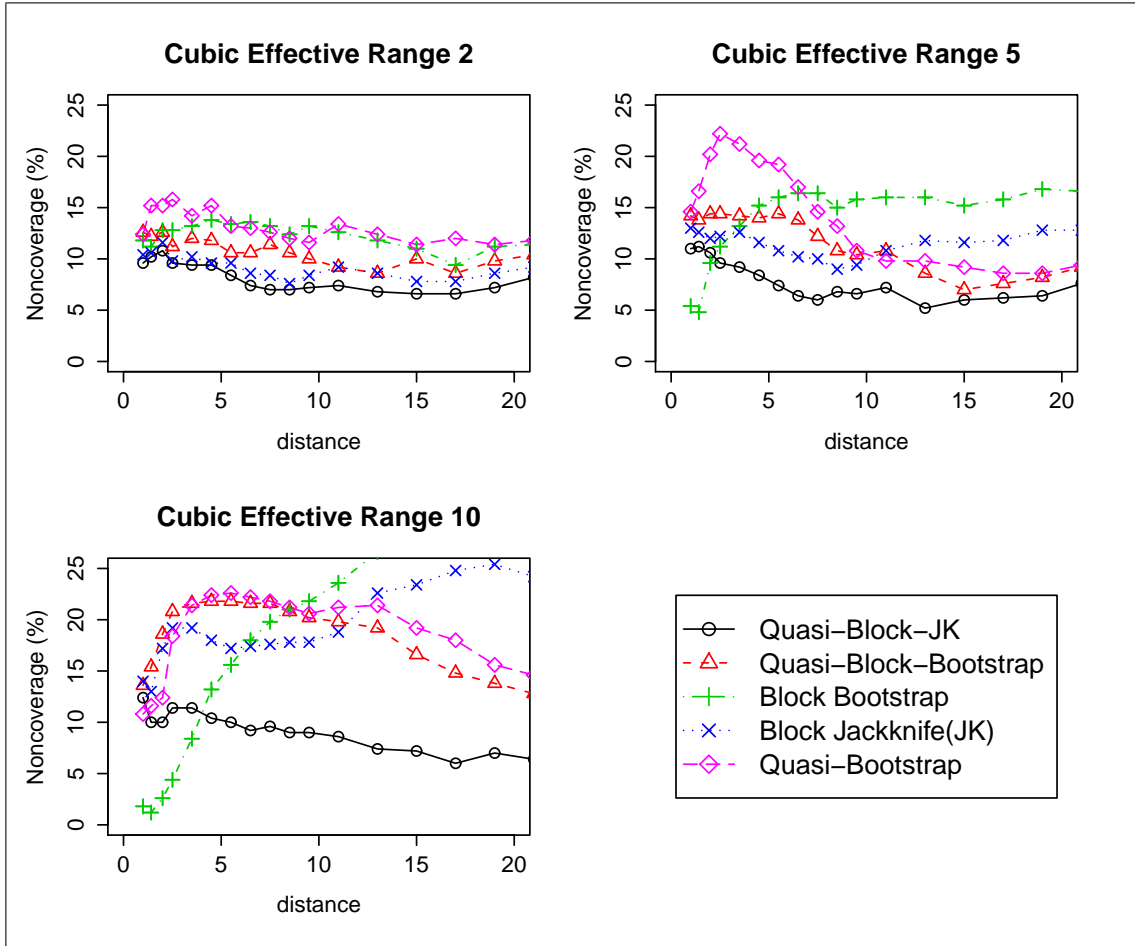 Cubic Effective Range 2
Noncoverage (%)
0 5 10 15 20 25
0 5 10 15 20
distance
Cubic Effective Range 5
Noncoverage (%)
0 5 10 15 20 25
0 5 10 15 20
distance
Cubic Effective Range 10
Noncoverage (%)
0 5 10 15 20 25
0 5 10 15 20
distance
Quasi−Block−JK
Quasi−Block−Bootstrap
Block Bootstrap
Block Jackknife(JK)
Quasi−Bootstrap